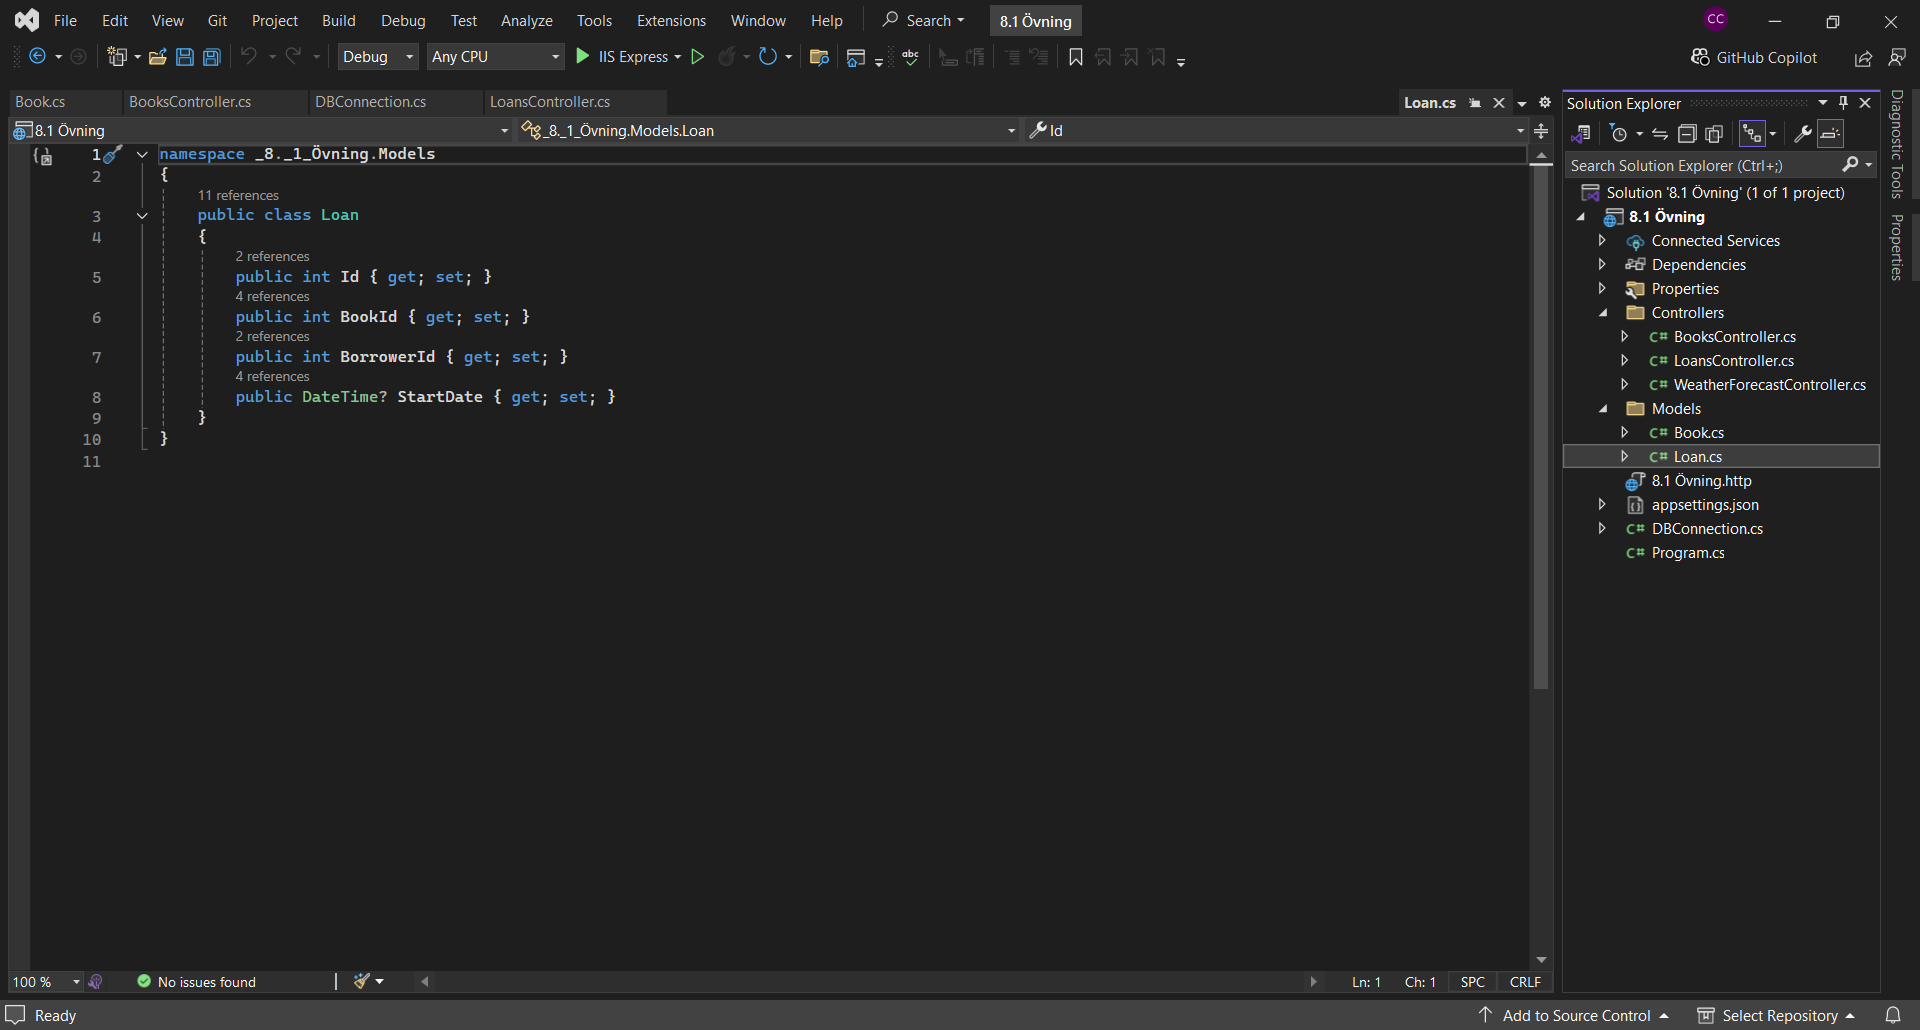 File Edit View Git Project Build Debug Test Analyze Tools Extensions Window Help Search 8.1 Övning CC
Debug Any CPU IIS Express abc GitHub Copilot
Book.cs BooksController.cs DBConnection.cs LoansController.cs Loan.cs
8.1 Övning _8._1_Övning.Models.Loan Id
1 namespace _8._1_Övning.Models
2 {
11 references
3 public class Loan
4 {
2 references
5 public int Id { get; set; }
4 references
6 public int BookId { get; set; }
2 references
7 public int BorrowerId { get; set; }
4 references
8 public DateTime? StartDate { get; set; }
9 }
10 }
11
100 % No issues found Ln: 1 Ch: 1 SPC CRLF
Solution Explorer
Search Solution Explorer (Ctrl+;)
Solution '8.1 Övning' (1 of 1 project)
8.1 Övning
Connected Services
Dependencies
Properties
Controllers
C# BooksController.cs
C# LoansController.cs
C# WeatherForecastController.cs
Models
C# Book.cs
C# Loan.cs
8.1 Övning.http
appsettings.json
C# DBConnection.cs
C# Program.cs
Diagnostic Tools
Properties
Ready Add to Source Control Select Repository